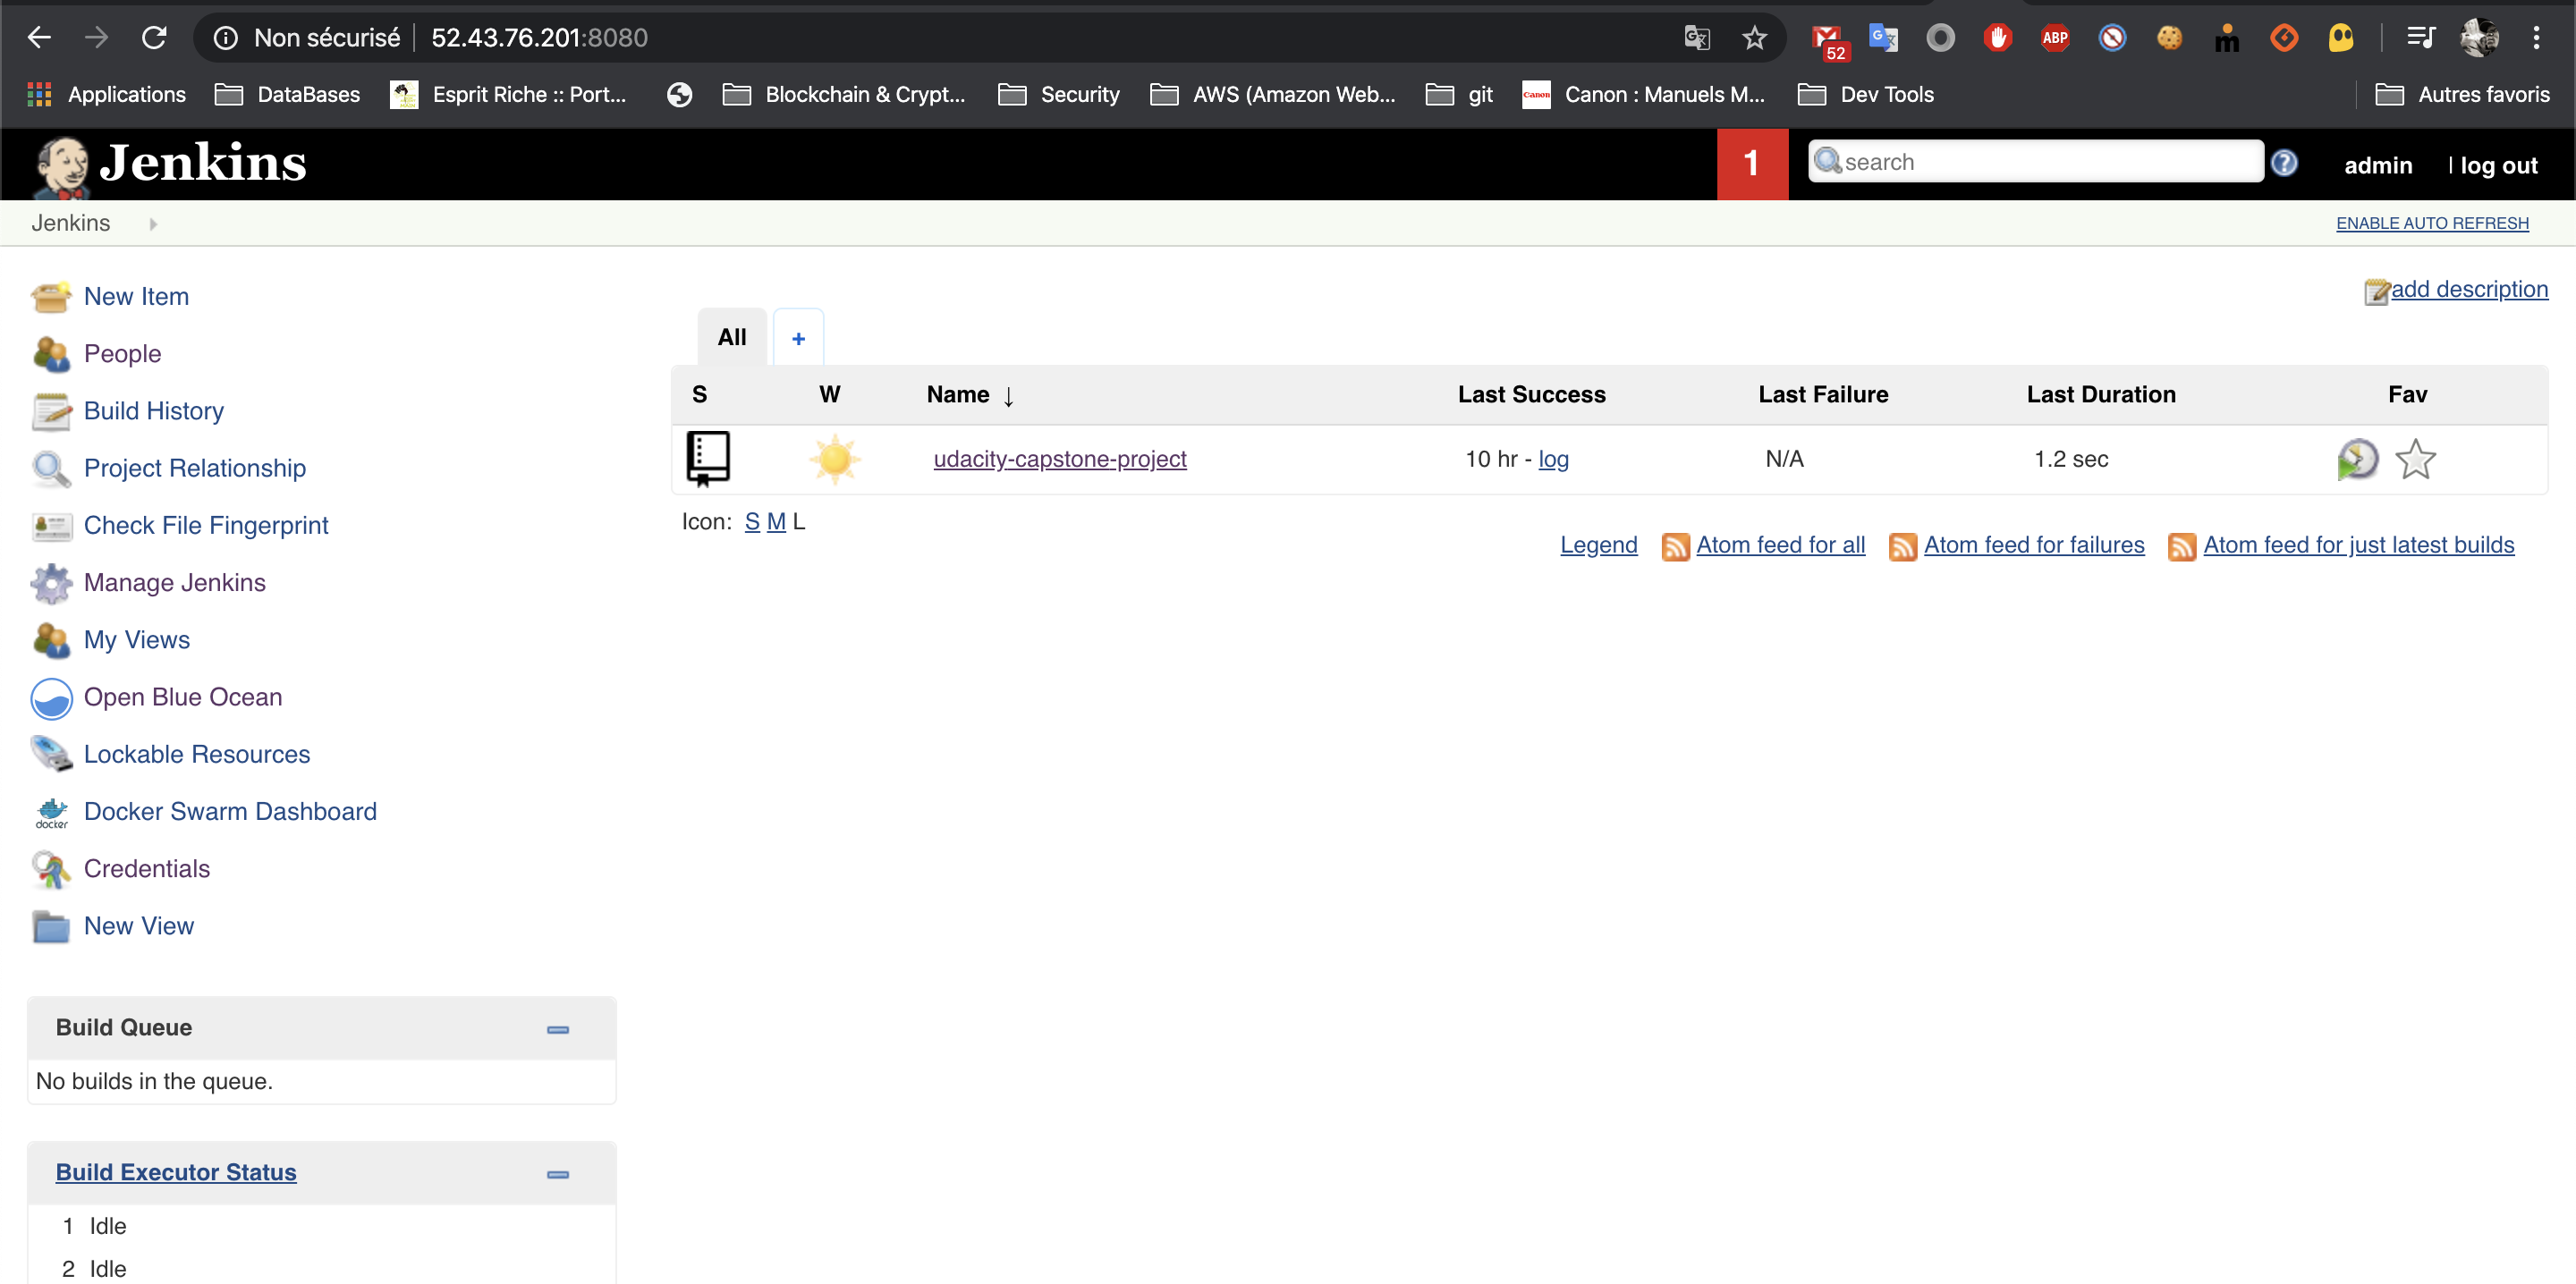 Non sécurisé 52.43.76.201:8080
52
ABP
Applications DataBases Esprit Riche :: Port... Blockchain & Crypt... Security AWS (Amazon Web... git Canon Canon : Manuels M... Dev Tools Autres favoris
Jenkins 1 search ? admin | log out
Jenkins ENABLE AUTO REFRESH
add description
New Item
People
Build History
Project Relationship
Check File Fingerprint
Manage Jenkins
My Views
Open Blue Ocean
Lockable Resources
docker Docker Swarm Dashboard
Credentials
New View
All +
S W Name ↓ Last Success Last Failure Last Duration Fav
udacity-capstone-project 10 hr - log N/A 1.2 sec
Icon: S M L
Legend Atom feed for all Atom feed for failures Atom feed for just latest builds
Build Queue
No builds in the queue.
Build Executor Status
1 Idle
2 Idle